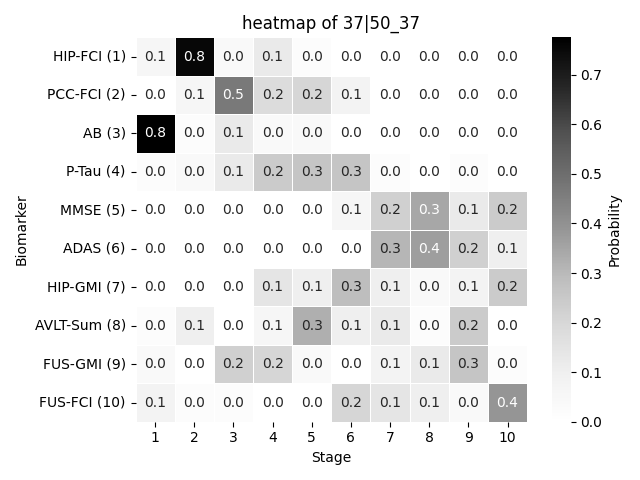 heatmap of 37|50_37
HIP-FCI (1) 0.1 0.8 0.0 0.1 0.0 0.0 0.0 0.0 0.0 0.0
PCC-FCI (2) 0.0 0.1 0.5 0.2 0.2 0.1 0.0 0.0 0.0 0.0
AB (3) 0.8 0.0 0.1 0.0 0.0 0.0 0.0 0.0 0.0 0.0
P-Tau (4) 0.0 0.0 0.1 0.2 0.3 0.3 0.0 0.0 0.0 0.0
MMSE (5) 0.0 0.0 0.0 0.0 0.0 0.1 0.2 0.3 0.1 0.2
ADAS (6) 0.0 0.0 0.0 0.0 0.0 0.0 0.3 0.4 0.2 0.1
HIP-GMI (7) 0.0 0.0 0.0 0.1 0.1 0.3 0.1 0.0 0.1 0.2
AVLT-Sum (8) 0.0 0.1 0.0 0.1 0.3 0.1 0.1 0.0 0.2 0.0
FUS-GMI (9) 0.0 0.0 0.2 0.2 0.0 0.0 0.1 0.1 0.3 0.0
FUS-FCI (10) 0.1 0.0 0.0 0.0 0.0 0.2 0.1 0.1 0.0 0.4
1 2 3 4 5 6 7 8 9 10
Stage
Biomarker
0.7
0.6
0.5
0.4
0.3
0.2
0.1
0.0
Probability